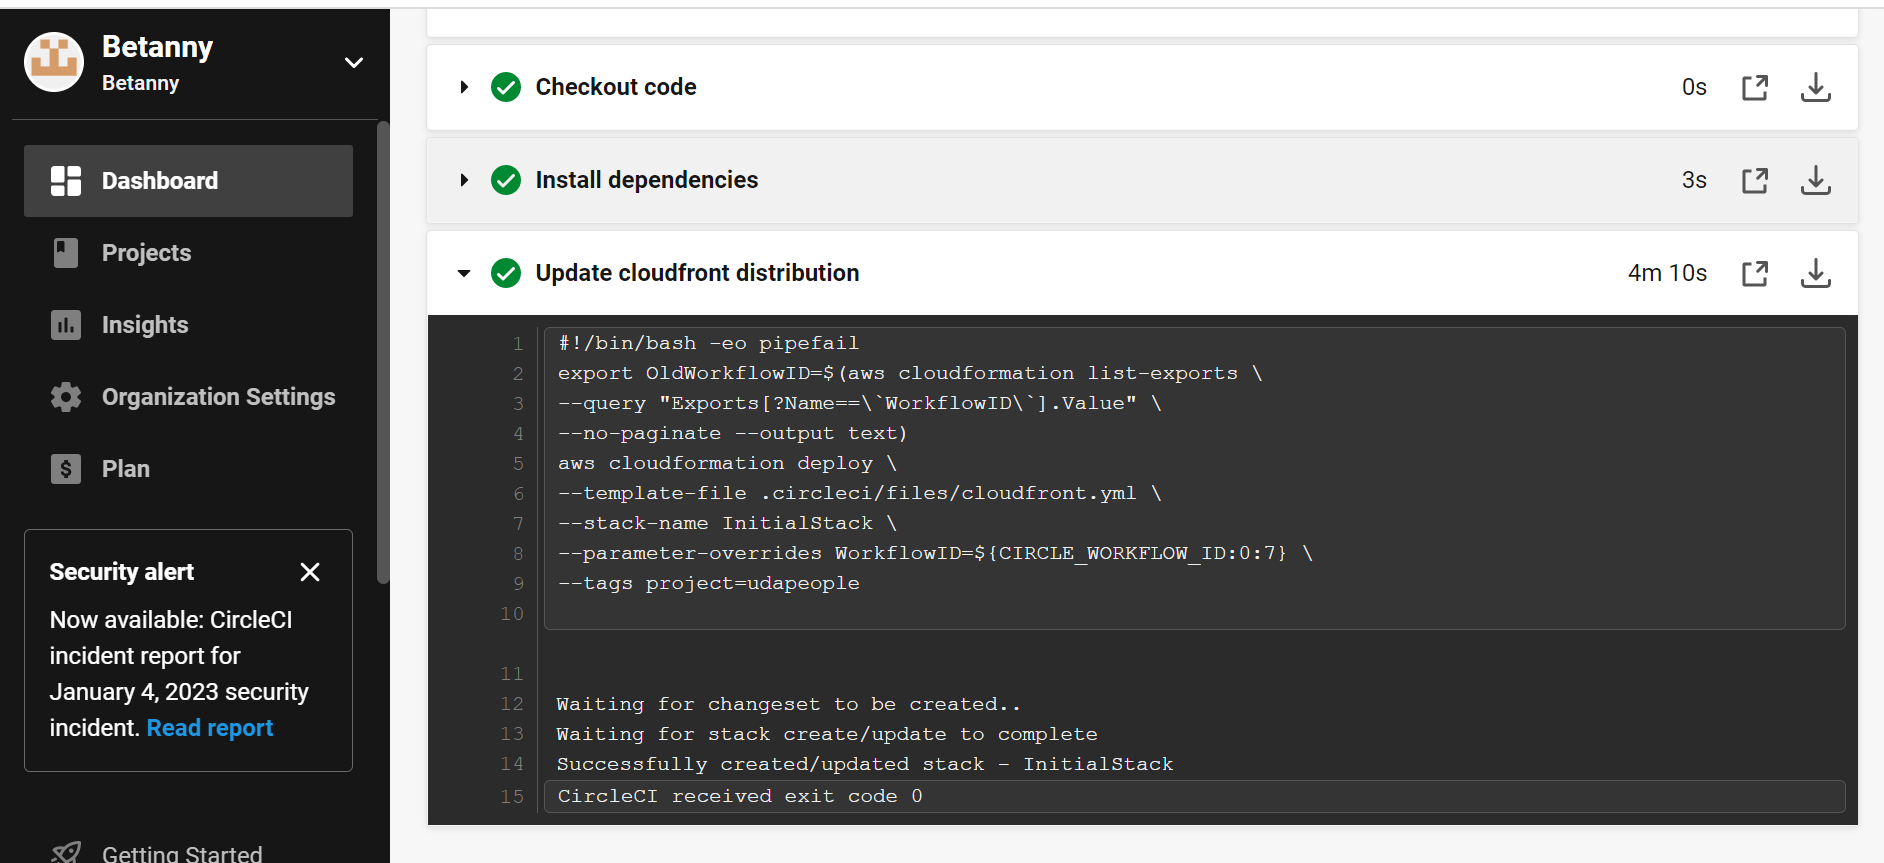 Betanny
Betanny
Dashboard
Projects
Insights
Organization Settings
Plan
Security alert
Now available: CircleCI
incident report for
January 4, 2023 security
incident. Read report
Getting Started
Checkout code 0s
Install dependencies 3s
Update cloudfront distribution 4m 10s
1 #!/bin/bash -eo pipefail
2 export OldWorkflowID=$(aws cloudformation list-exports \
3 --query "Exports[?Name==\`WorkflowID\`].Value" \
4 --no-paginate --output text)
5 aws cloudformation deploy \
6 --template-file .circleci/files/cloudfront.yml \
7 --stack-name InitialStack \
8 --parameter-overrides WorkflowID=${CIRCLE_WORKFLOW_ID:0:7} \
9 --tags project=udapeople
10
11
12 Waiting for changeset to be created..
13 Waiting for stack create/update to complete
14 Successfully created/updated stack - InitialStack
15 CircleCI received exit code 0